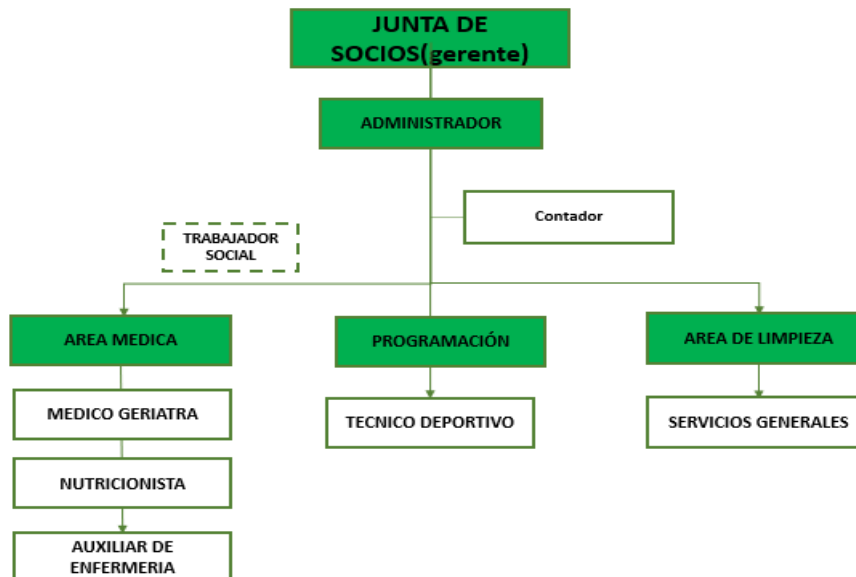 JUNTA DE
SOCIOS(gerente)
ADMINISTRADOR
Contador
TRABAJADOR
SOCIAL
AREA MEDICA
PROGRAMACIÓN
AREA DE LIMPIEZA
MEDICO GERIATRA
TECNICO DEPORTIVO
SERVICIOS GENERALES
NUTRICIONISTA
AUXILIAR DE
ENFERMERIA